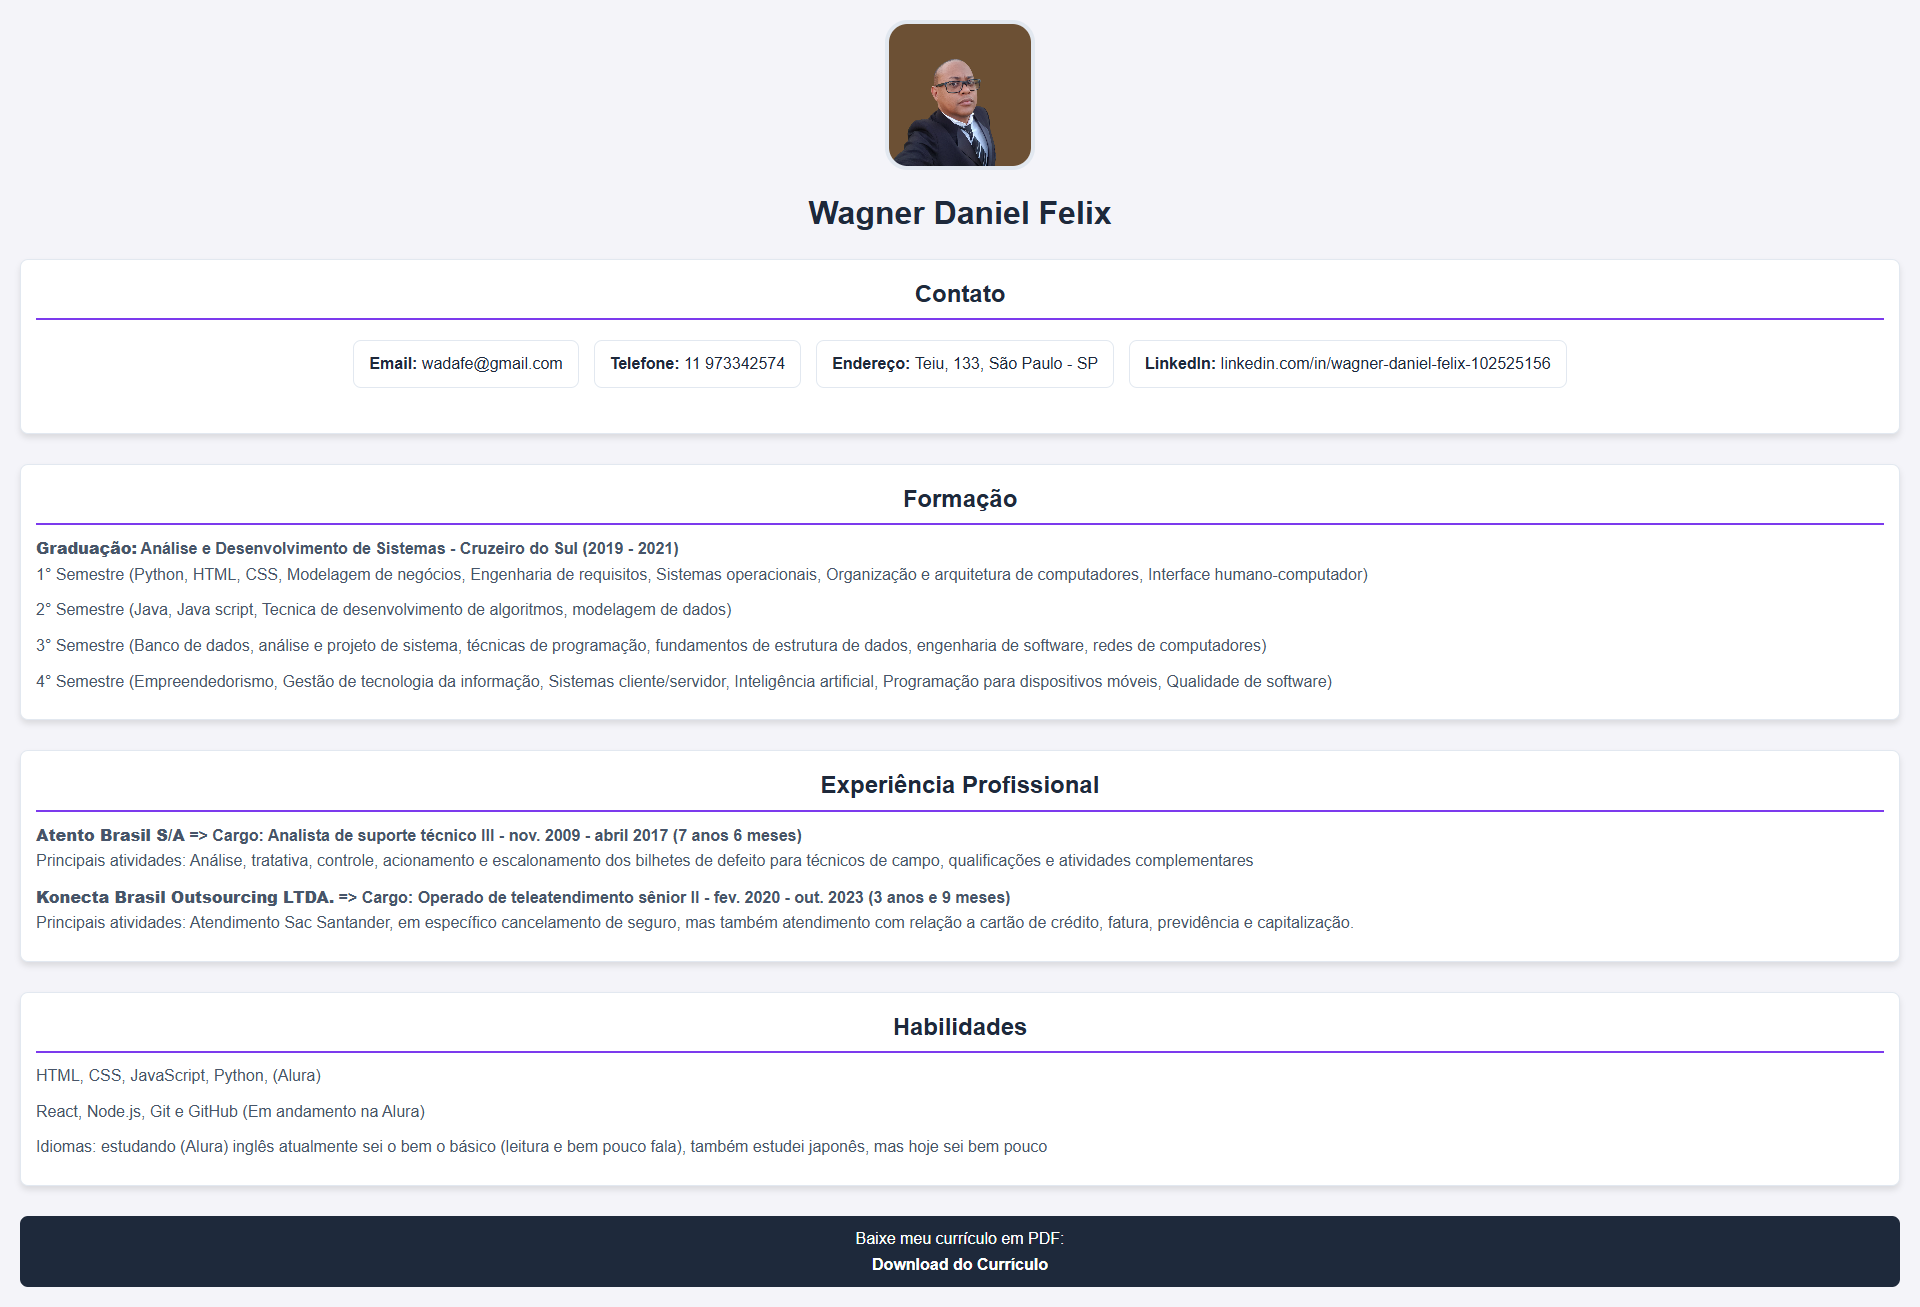 Wagner Daniel Felix
Contato
Email: wadafe@gmail.com
Telefone: 11 973342574
Endereço: Teiu, 133, São Paulo - SP
LinkedIn: linkedin.com/in/wagner-daniel-felix-102525156
Formação
Graduação: Análise e Desenvolvimento de Sistemas - Cruzeiro do Sul (2019 - 2021)
1° Semestre (Python, HTML, CSS, Modelagem de negócios, Engenharia de requisitos, Sistemas operacionais, Organização e arquitetura de computadores, Interface humano-computador)
2° Semestre (Java, Java script, Tecnica de desenvolvimento de algoritmos, modelagem de dados)
3° Semestre (Banco de dados, análise e projeto de sistema, técnicas de programação, fundamentos de estrutura de dados, engenharia de software, redes de computadores)
4° Semestre (Empreendedorismo, Gestão de tecnologia da informação, Sistemas cliente/servidor, Inteligência artificial, Programação para dispositivos móveis, Qualidade de software)
Experiência Profissional
Atento Brasil S/A => Cargo: Analista de suporte técnico III - nov. 2009 - abril 2017 (7 anos 6 meses)
Principais atividades: Análise, tratativa, controle, acionamento e escalonamento dos bilhetes de defeito para técnicos de campo, qualificações e atividades complementares
Konecta Brasil Outsourcing LTDA. => Cargo: Operado de teleatendimento sênior II - fev. 2020 - out. 2023 (3 anos e 9 meses)
Principais atividades: Atendimento Sac Santander, em específico cancelamento de seguro, mas também atendimento com relação a cartão de crédito, fatura, previdência e capitalização.
Habilidades
HTML, CSS, JavaScript, Python, (Alura)
React, Node.js, Git e GitHub (Em andamento na Alura)
Idiomas: estudando (Alura) inglês atualmente sei o bem o básico (leitura e bem pouco fala), também estudei japonês, mas hoje sei bem pouco
Baixe meu currículo em PDF:
Download do Currículo